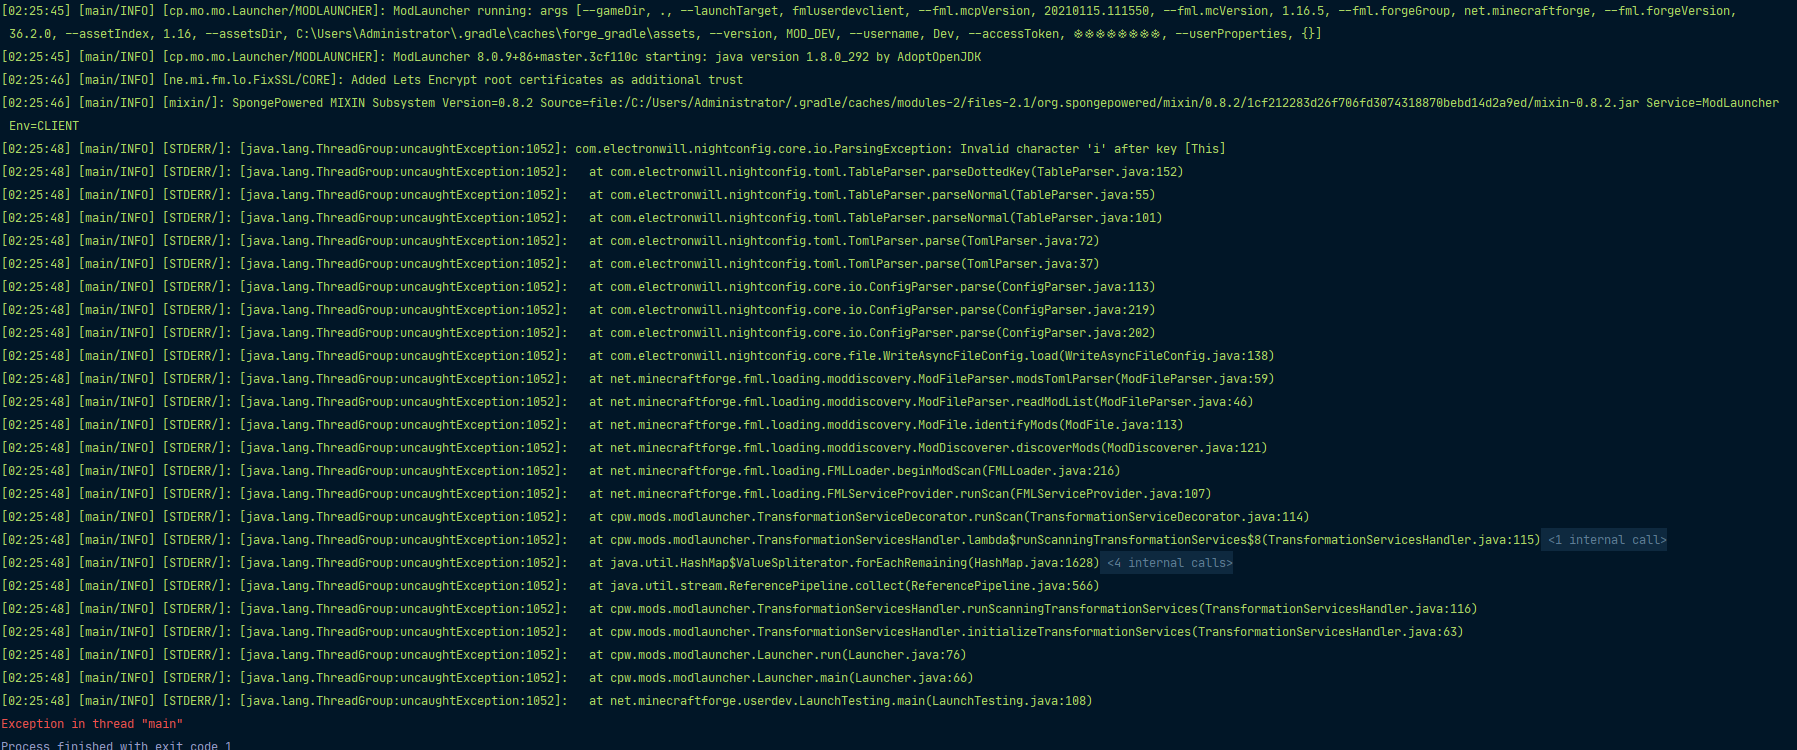 [02:25:45] [main/INFO] [cp.mo.mo.Launcher/MODLAUNCHER]: ModLauncher running: args [--gameDir, ., --launchTarget, fmluserdevclient, --fml.mcpVersion, 20210115.111550, --fml.mcVersion, 1.16.5, --fml.forgeGroup, net.minecraftforge, --fml.forgeVersion,
36.2.0, --assetIndex, 1.16, --assetsDir, C:\Users\Administrator\.gradle\caches\forge_gradle\assets, --version, MOD_DEV, --username, Dev, --accessToken, ❄❄❄❄❄❄❄❄, --userProperties, {}]
[02:25:45] [main/INFO] [cp.mo.mo.Launcher/MODLAUNCHER]: ModLauncher 8.0.9+86+master.3cf110c starting: java version 1.8.0_292 by AdoptOpenJDK
[02:25:46] [main/INFO] [ne.mi.fm.lo.FixSSL/CORE]: Added Lets Encrypt root certificates as additional trust
[02:25:46] [main/INFO] [mixin/]: SpongePowered MIXIN Subsystem Version=0.8.2 Source=file:/C:/Users/Administrator/.gradle/caches/modules-2/files-2.1/org.spongepowered/mixin/0.8.2/1cf212283d26f706fd3074318870bebd14d2a9ed/mixin-0.8.2.jar Service=ModLauncher
Env=CLIENT
[02:25:48] [main/INFO] [STDERR/]: [java.lang.ThreadGroup:uncaughtException:1052]: com.electronwill.nightconfig.core.io.ParsingException: Invalid character 'i' after key [This]
[02:25:48] [main/INFO] [STDERR/]: [java.lang.ThreadGroup:uncaughtException:1052]: at com.electronwill.nightconfig.toml.TableParser.parseDottedKey(TableParser.java:152)
[02:25:48] [main/INFO] [STDERR/]: [java.lang.ThreadGroup:uncaughtException:1052]: at com.electronwill.nightconfig.toml.TableParser.parseNormal(TableParser.java:55)
[02:25:48] [main/INFO] [STDERR/]: [java.lang.ThreadGroup:uncaughtException:1052]: at com.electronwill.nightconfig.toml.TableParser.parseNormal(TableParser.java:101)
[02:25:48] [main/INFO] [STDERR/]: [java.lang.ThreadGroup:uncaughtException:1052]: at com.electronwill.nightconfig.toml.TomlParser.parse(TomlParser.java:72)
[02:25:48] [main/INFO] [STDERR/]: [java.lang.ThreadGroup:uncaughtException:1052]: at com.electronwill.nightconfig.toml.TomlParser.parse(TomlParser.java:37)
[02:25:48] [main/INFO] [STDERR/]: [java.lang.ThreadGroup:uncaughtException:1052]: at com.electronwill.nightconfig.core.io.ConfigParser.parse(ConfigParser.java:113)
[02:25:48] [main/INFO] [STDERR/]: [java.lang.ThreadGroup:uncaughtException:1052]: at com.electronwill.nightconfig.core.io.ConfigParser.parse(ConfigParser.java:219)
[02:25:48] [main/INFO] [STDERR/]: [java.lang.ThreadGroup:uncaughtException:1052]: at com.electronwill.nightconfig.core.io.ConfigParser.parse(ConfigParser.java:202)
[02:25:48] [main/INFO] [STDERR/]: [java.lang.ThreadGroup:uncaughtException:1052]: at com.electronwill.nightconfig.core.file.WriteAsyncFileConfig.load(WriteAsyncFileConfig.java:138)
[02:25:48] [main/INFO] [STDERR/]: [java.lang.ThreadGroup:uncaughtException:1052]: at net.minecraftforge.fml.loading.moddiscovery.ModFileParser.modsTomlParser(ModFileParser.java:59)
[02:25:48] [main/INFO] [STDERR/]: [java.lang.ThreadGroup:uncaughtException:1052]: at net.minecraftforge.fml.loading.moddiscovery.ModFileParser.readModList(ModFileParser.java:46)
[02:25:48] [main/INFO] [STDERR/]: [java.lang.ThreadGroup:uncaughtException:1052]: at net.minecraftforge.fml.loading.moddiscovery.ModFile.identifyMods(ModFile.java:113)
[02:25:48] [main/INFO] [STDERR/]: [java.lang.ThreadGroup:uncaughtException:1052]: at net.minecraftforge.fml.loading.moddiscovery.ModDiscoverer.discoverMods(ModDiscoverer.java:121)
[02:25:48] [main/INFO] [STDERR/]: [java.lang.ThreadGroup:uncaughtException:1052]: at net.minecraftforge.fml.loading.FMLLoader.beginModScan(FMLLoader.java:216)
[02:25:48] [main/INFO] [STDERR/]: [java.lang.ThreadGroup:uncaughtException:1052]: at net.minecraftforge.fml.loading.FMLServiceProvider.runScan(FMLServiceProvider.java:107)
[02:25:48] [main/INFO] [STDERR/]: [java.lang.ThreadGroup:uncaughtException:1052]: at cpw.mods.modlauncher.TransformationServiceDecorator.runScan(TransformationServiceDecorator.java:114)
[02:25:48] [main/INFO] [STDERR/]: [java.lang.ThreadGroup:uncaughtException:1052]: at cpw.mods.modlauncher.TransformationServicesHandler.lambda$runScanningTransformationServices$8(TransformationServicesHandler.java:115) <1 internal call>
[02:25:48] [main/INFO] [STDERR/]: [java.lang.ThreadGroup:uncaughtException:1052]: at java.util.HashMap$ValueSpliterator.forEachRemaining(HashMap.java:1628) <4 internal calls>
[02:25:48] [main/INFO] [STDERR/]: [java.lang.ThreadGroup:uncaughtException:1052]: at java.util.stream.ReferencePipeline.collect(ReferencePipeline.java:566)
[02:25:48] [main/INFO] [STDERR/]: [java.lang.ThreadGroup:uncaughtException:1052]: at cpw.mods.modlauncher.TransformationServicesHandler.runScanningTransformationServices(TransformationServicesHandler.java:116)
[02:25:48] [main/INFO] [STDERR/]: [java.lang.ThreadGroup:uncaughtException:1052]: at cpw.mods.modlauncher.TransformationServicesHandler.initializeTransformationServices(TransformationServicesHandler.java:63)
[02:25:48] [main/INFO] [STDERR/]: [java.lang.ThreadGroup:uncaughtException:1052]: at cpw.mods.modlauncher.Launcher.run(Launcher.java:76)
[02:25:48] [main/INFO] [STDERR/]: [java.lang.ThreadGroup:uncaughtException:1052]: at cpw.mods.modlauncher.Launcher.main(Launcher.java:66)
[02:25:48] [main/INFO] [STDERR/]: [java.lang.ThreadGroup:uncaughtException:1052]: at net.minecraftforge.userdev.LaunchTesting.main(LaunchTesting.java:108)
Exception in thread "main"
Process finished with exit code 1